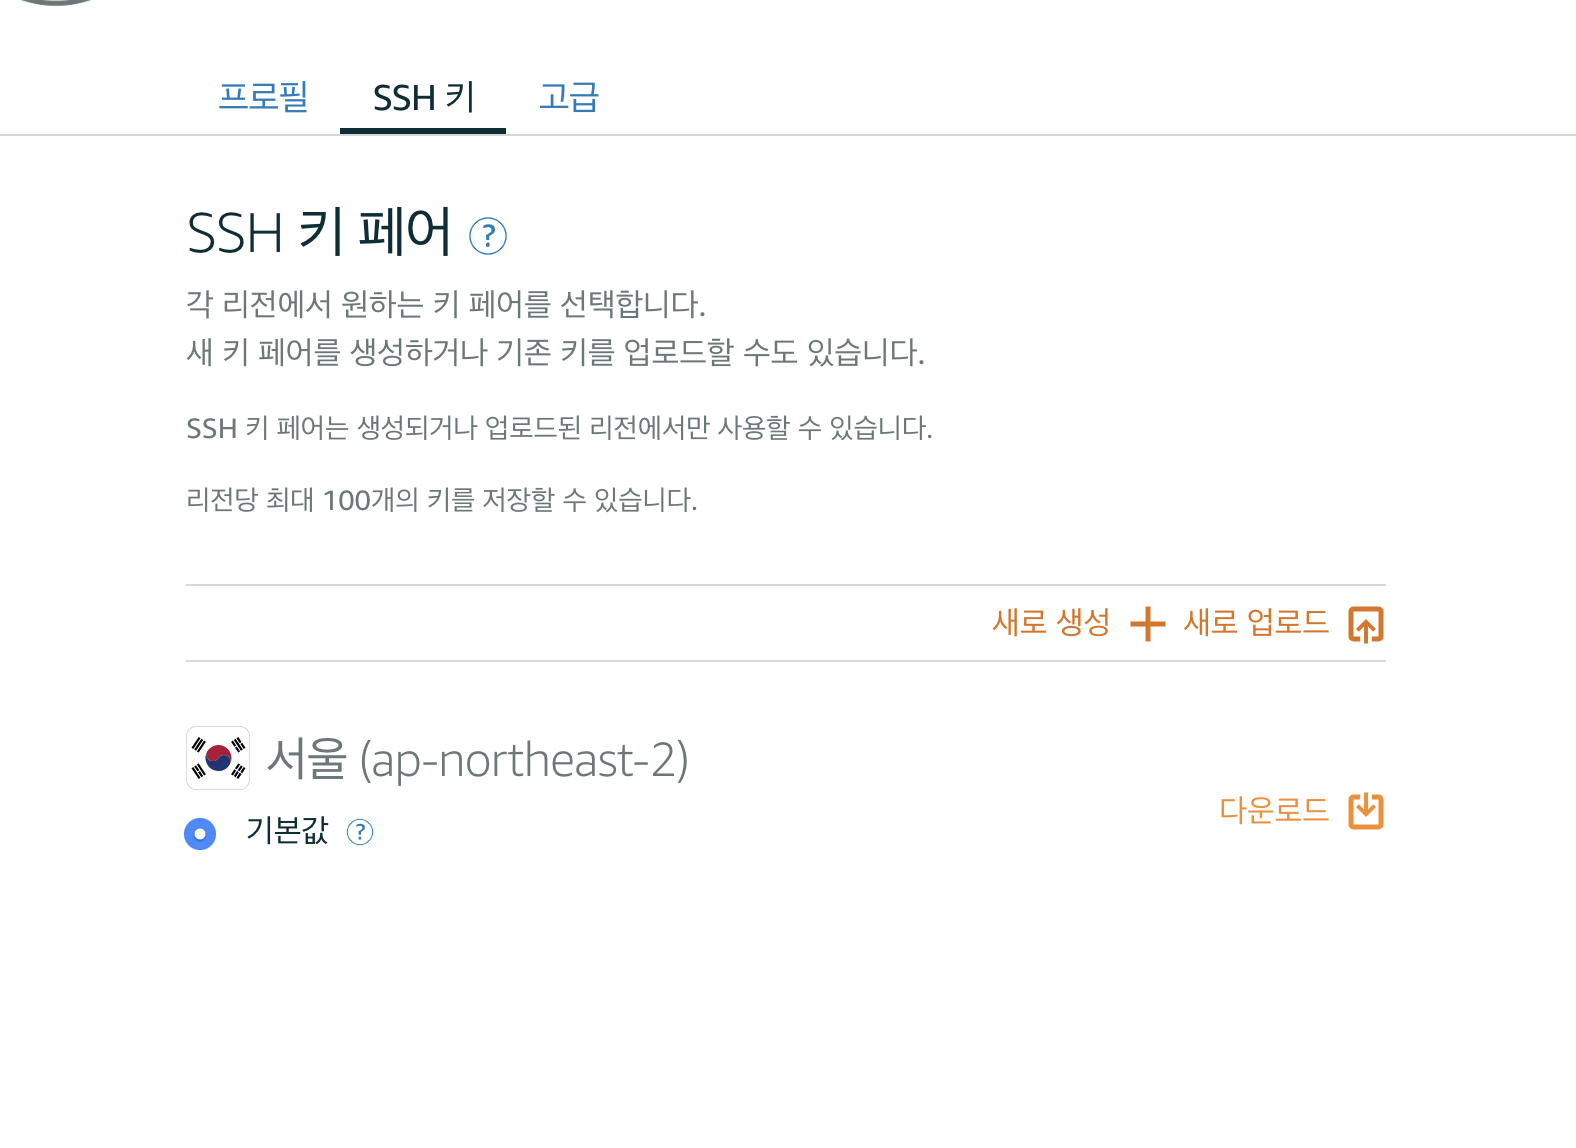 프로필 SSH 키 고급
SSH 키 페어 ?
각 리전에서 원하는 키 페어를 선택합니다.
새 키 페어를 생성하거나 기존 키를 업로드할 수도 있습니다.
SSH 키 페어는 생성되거나 업로드된 리전에서만 사용할 수 있습니다.
리전당 최대 100개의 키를 저장할 수 있습니다.
새로 생성 새로 업로드
서울 (ap-northeast-2)
기본값 ?
다운로드